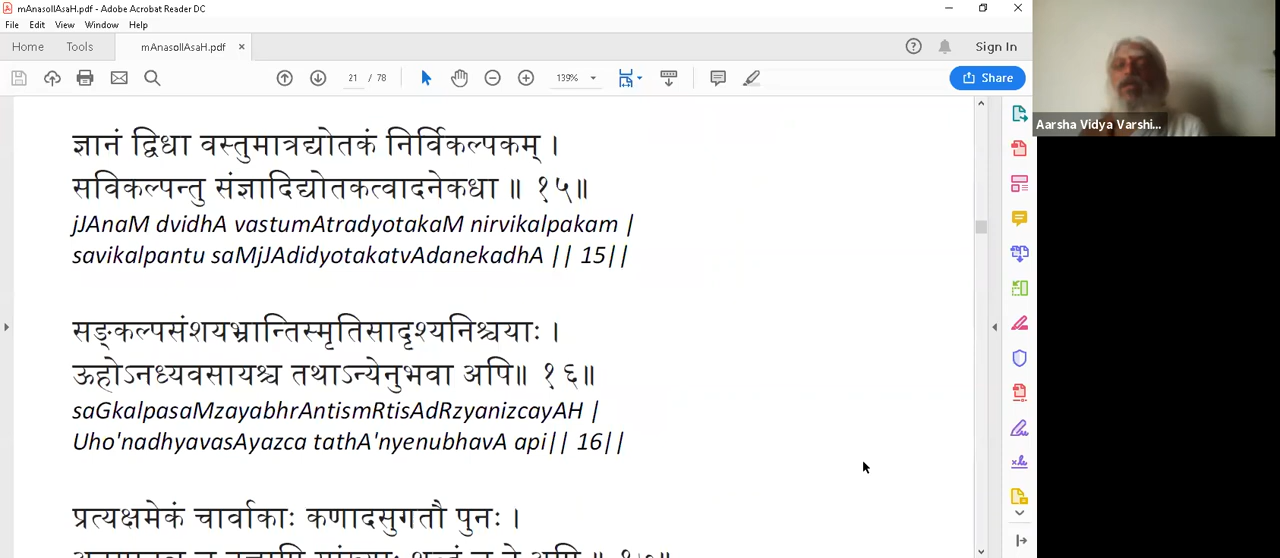 mAnasollAsaH.pdf - Adobe Acrobat Reader DC
File Edit View Window Help
Home Tools mAnasollAsaH.pdf × Sign In
21 / 78 139% Share
Aarsha Vidya Varshi...
ज्ञानं द्विधा वस्तुमात्रद्योतकं निर्विकल्पकम् ।
सविकल्पन्तु संज्ञादिद्योतकत्वादनेकधा ॥ १५॥
jJAnaM dvidhA vastumAtradyotakaM nirvikalpakam |
savikalpantu saMjJAdidyotakatvAdanekadhA || 15||
सङ्कल्पसंशयभ्रान्तिस्मृतिसादृश्यनिश्चयाः ।
ऊहोऽनध्यवसायश्च तथाऽन्येनुभवा अपि॥ १६॥
saGkalpasaMzayabhrAntismRtisAdRzyanizcayAH |
Uho'nadhyavasAyazca tathA'nyenubhavA api|| 16||
प्रत्यक्षमेकं चार्वाकाः कणादसुगतौ पुनः ।